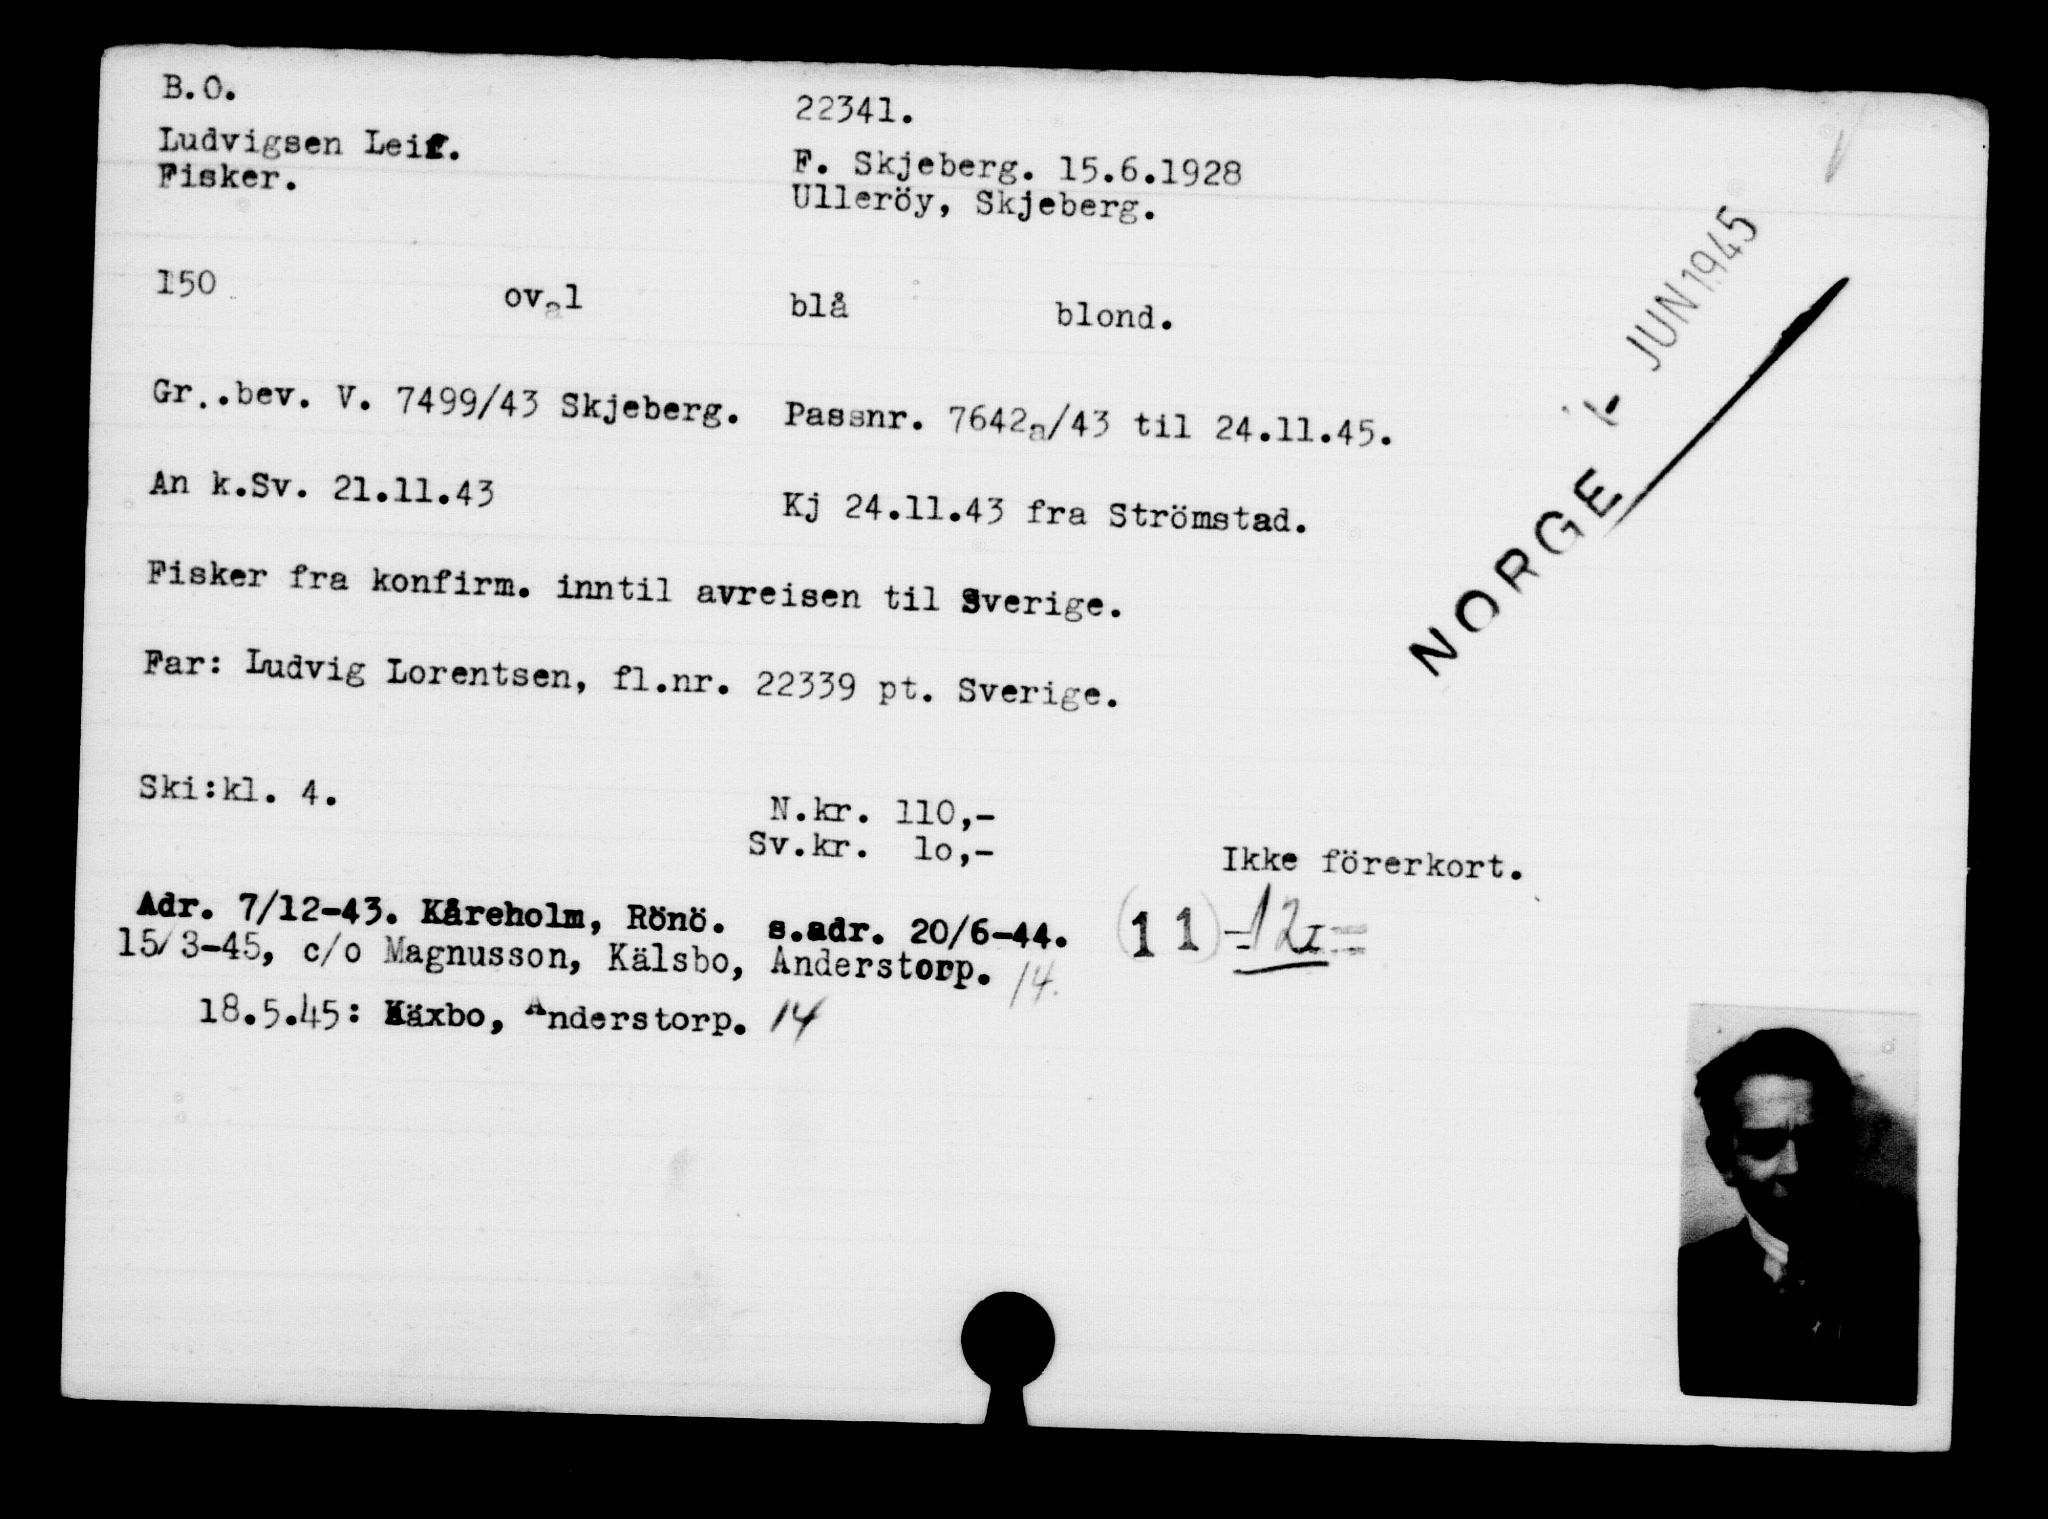 B.O.
22341.
Ludvigsen Leif.
F. Skjeberg. 15.6.1928
Fisker.
Ulleröy, Skjeberg.
150 oval blå blond.
JUN 1945
NORGE
Gr..bev. V. 7499/43 Skjeberg. Passnr. 7642a/43 til 24.11.45.
An k.Sv. 21.11.43 Kj 24.11.43 fra Strömstad.
Fisker fra konfirm. inntil avreisen til Sverige.
Far: Ludvig Lorentsen, fl.nr. 22339 pt. Sverige.
Ski:kl. 4.
N.kr. 110,-
Sv.kr. lo,-
Ikke förerkort.
Adr. 7/12-43. Kåreholm, Rönö. s.adr. 20/6-44. (11) -12
15/3-45, c/o Magnusson, Kälsbo, Anderstorp. 14.
18.5.45: Käxbo, Anderstorp. 14